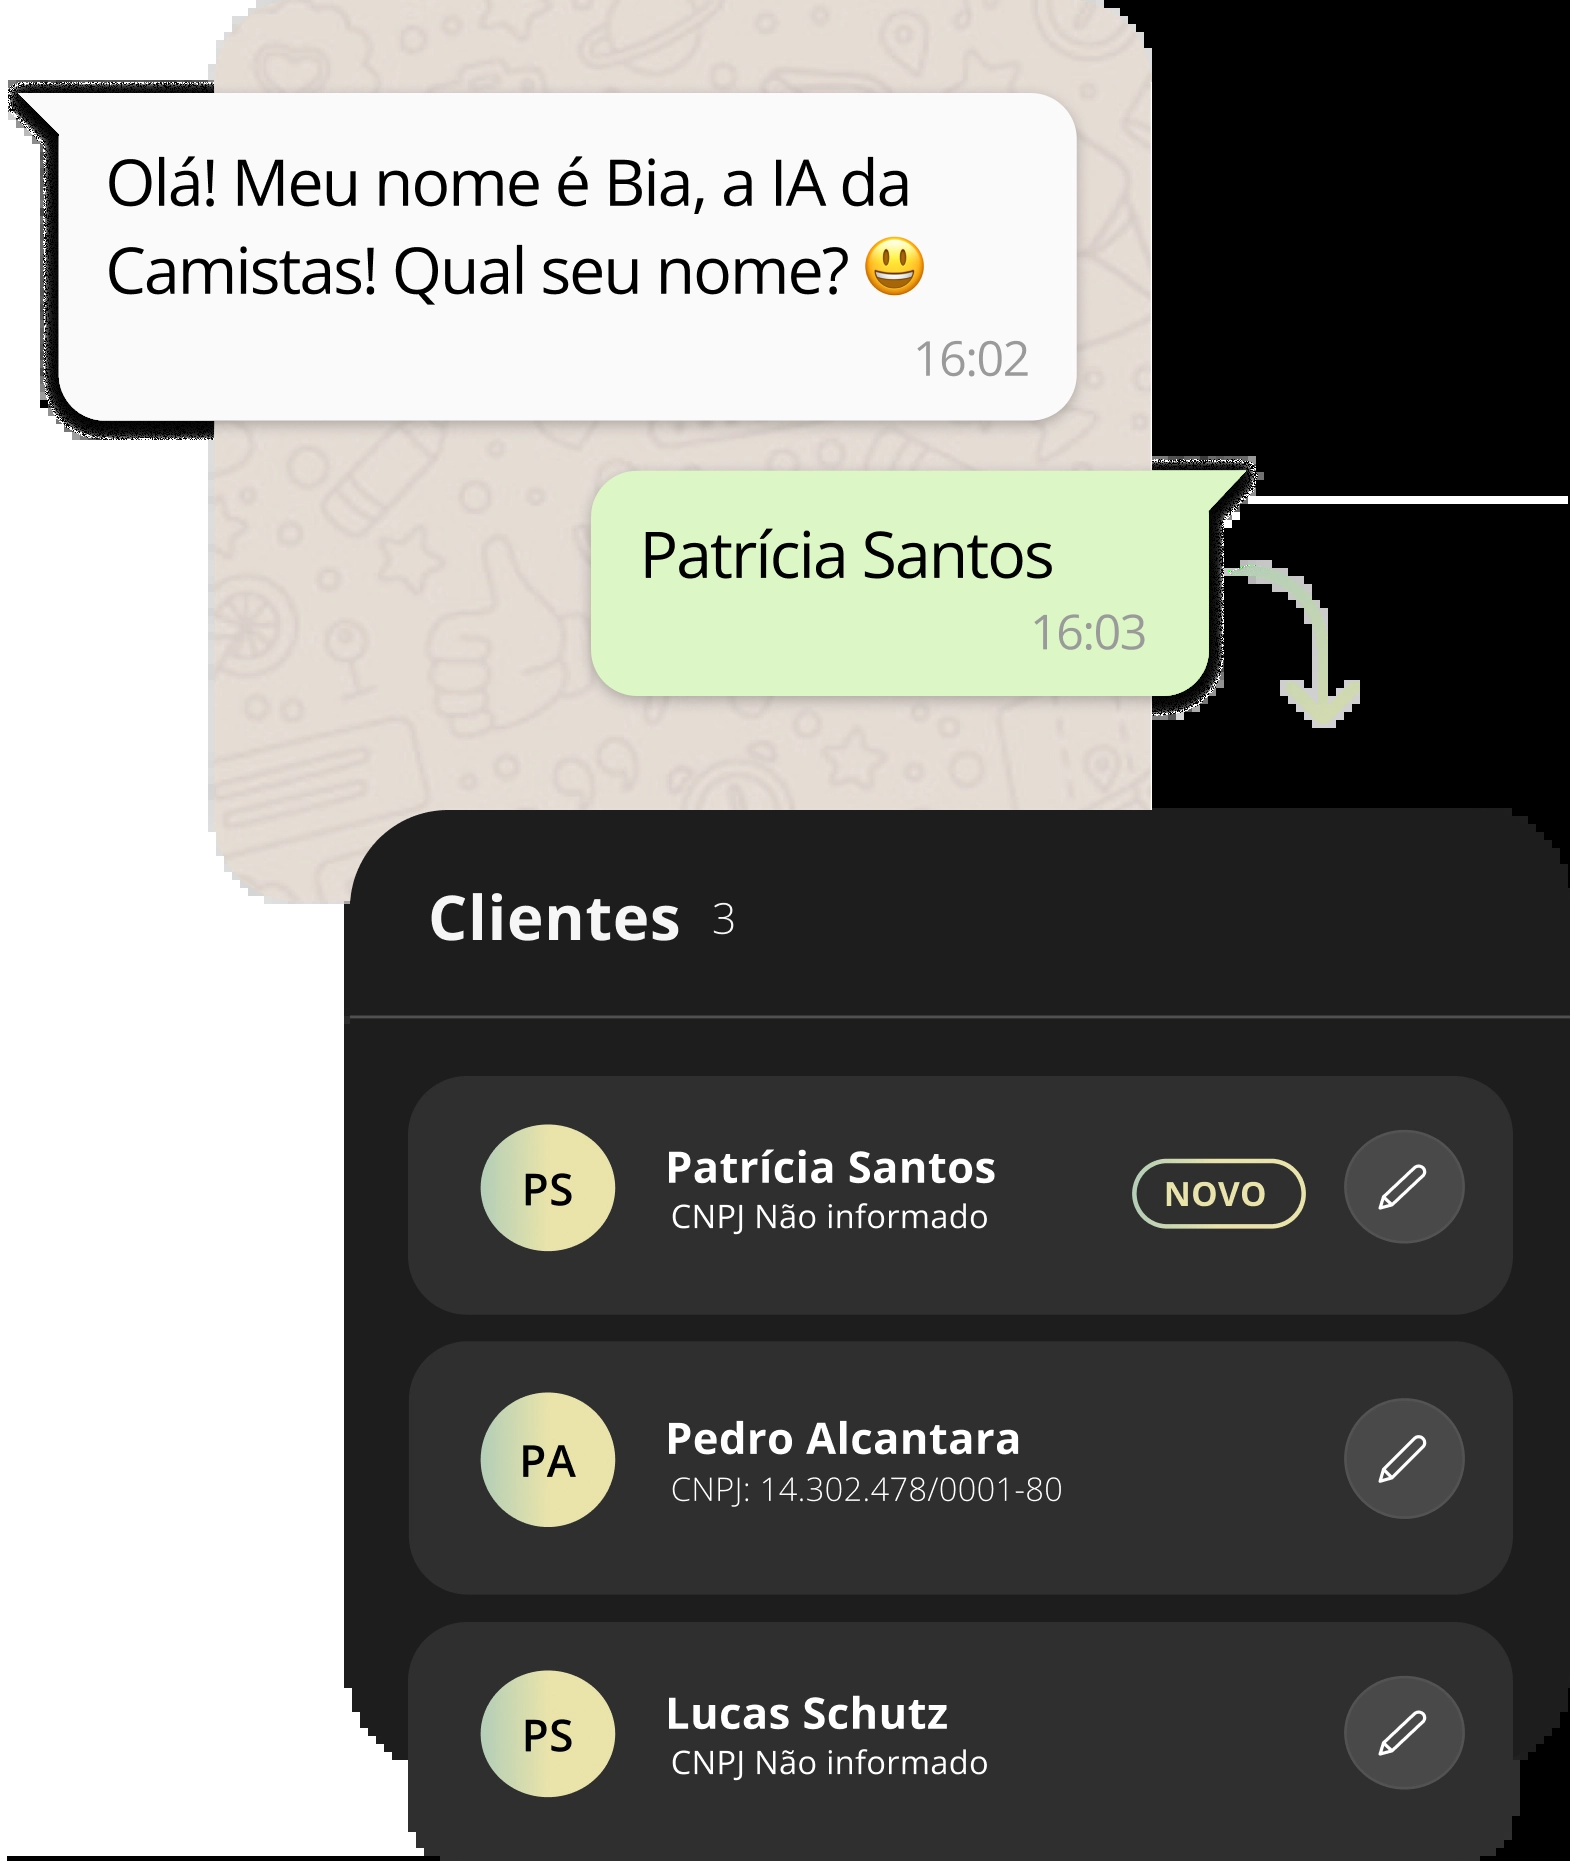 Olá! Meu nome é Bia, a IA da
Camistas! Qual seu nome? 😃
16:02
Patrícia Santos
16:03
Clientes 3
PS
Patrícia Santos
CNPJ Não informado
NOVO
PA
Pedro Alcantara
CNPJ: 14.302.478/0001-80
PS
Lucas Schutz
CNPJ Não informado